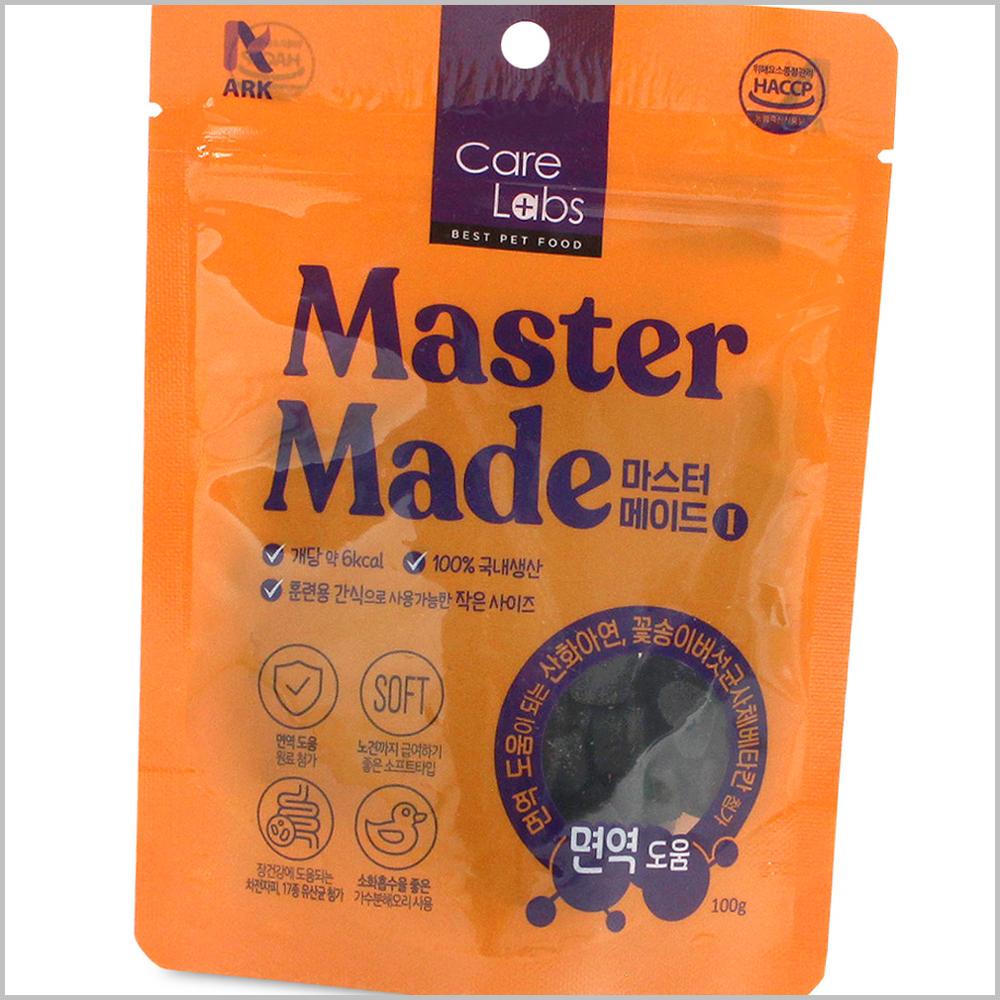 ARK
위해요소중점관리
HACCP
Care
Labs
BEST PET FOOD
Master
Made
마스터
메이드 I
개당 약 6kcal
100% 국내생산
훈련용 간식으로 사용가능한 작은 사이즈
면역 도움이 되는 산화아연, 꽃송이버섯균사체베타칸 첨가
SOFT
면역 도움
원료 첨가
노견까지 급여하기
좋은 소프트타입
장건강에 도움되는
차전자피, 17종 유산균 첨가
소화흡수율 좋은
가수분해오리 사용
면역 도움
100g